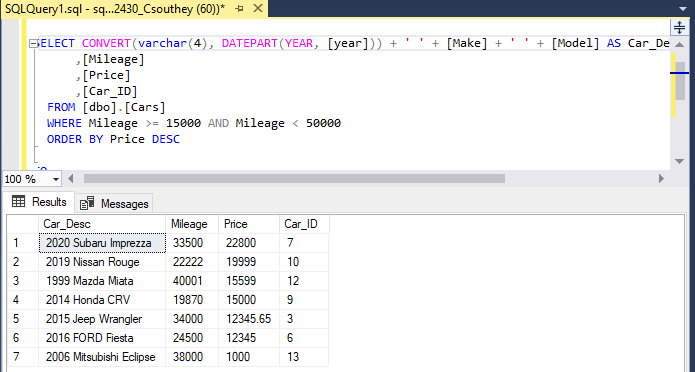 SQLQuery1.sql - sq...2430_Csouthey (60))*
SELECT CONVERT(varchar(4), DATEPART(YEAR, [year])) + ' ' + [Make] + ' ' + [Model] AS Car_De
,[Mileage]
,[Price]
,[Car_ID]
FROM [dbo].[Cars]
WHERE Mileage >= 15000 AND Mileage < 50000
ORDER BY Price DESC
100 %
Results Messages
Car_Desc Mileage Price Car_ID
1 2020 Subaru Imprezza 33500 22800 7
2 2019 Nissan Rouge 22222 19999 10
3 1999 Mazda Miata 40001 15599 12
4 2014 Honda CRV 19870 15000 9
5 2015 Jeep Wrangler 34000 12345.65 3
6 2016 FORD Fiesta 24500 12345 6
7 2006 Mitsubishi Eclipse 38000 1000 13